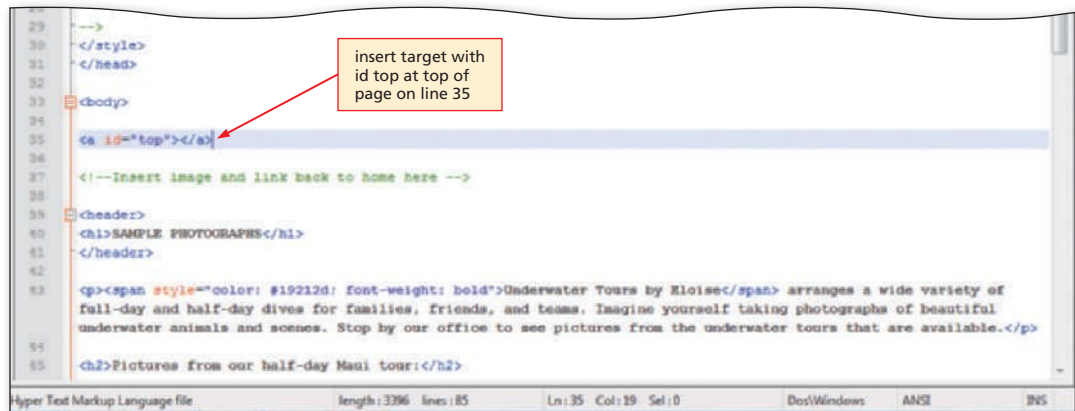 29 -->
30 </style>
31 </head>
32
33 <body>
34
35 <a id="top"></a>
36
37 <!--Insert image and link back to home here -->
38
39 <header>
40 <h1>SAMPLE PHOTOGRAPHS</h1>
41 </header>
42
43 <p><span style="color: #19212d; font-weight: bold">Underwater Tours by Eloise</span> arranges a wide variety of
full-day and half-day dives for families, friends, and teams. Imagine yourself taking photographs of beautiful
underwater animals and scenes. Stop by our office to see pictures from the underwater tours that are available.</p>
44
45 <h2>Pictures from our half-day Maui tour:</h2>
insert target with
id top at top of
page on line 35
Hyper Text Markup Language file length : 3396 lines : 85 Ln : 35 Col : 19 Sel : 0 Dos\Windows ANSI INS